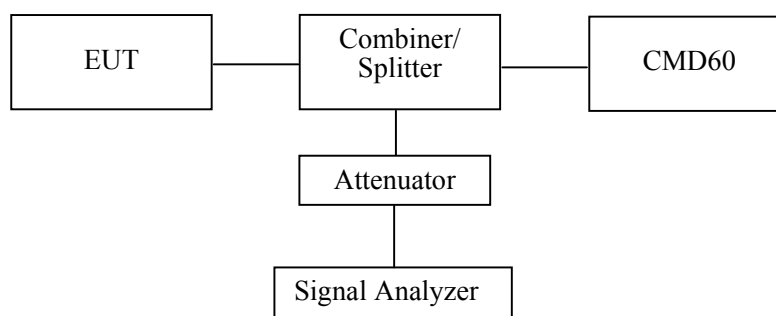 EUT
Combiner/
Splitter
CMD60
Attenuator
Signal Analyzer